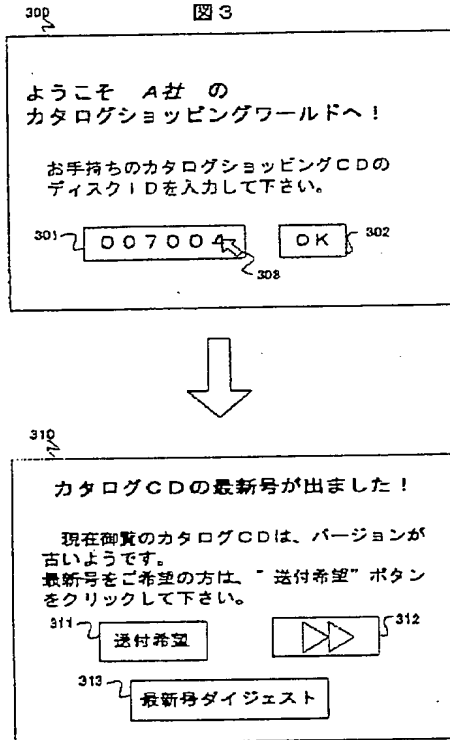 300
図3
ようこそ A社 の
カタログショッピングワールドへ!
お手持ちのカタログショッピングCDの
ディスクIDを入力して下さい。
301
007004
OK
302
303
310
カタログCDの最新号が出ました!
現在御覧のカタログCDは、バージョンが
古いようです。
最新号をご希望の方は、"送付希望"ボタン
をクリックして下さい。
311
送付希望
312
313
最新号ダイジェスト